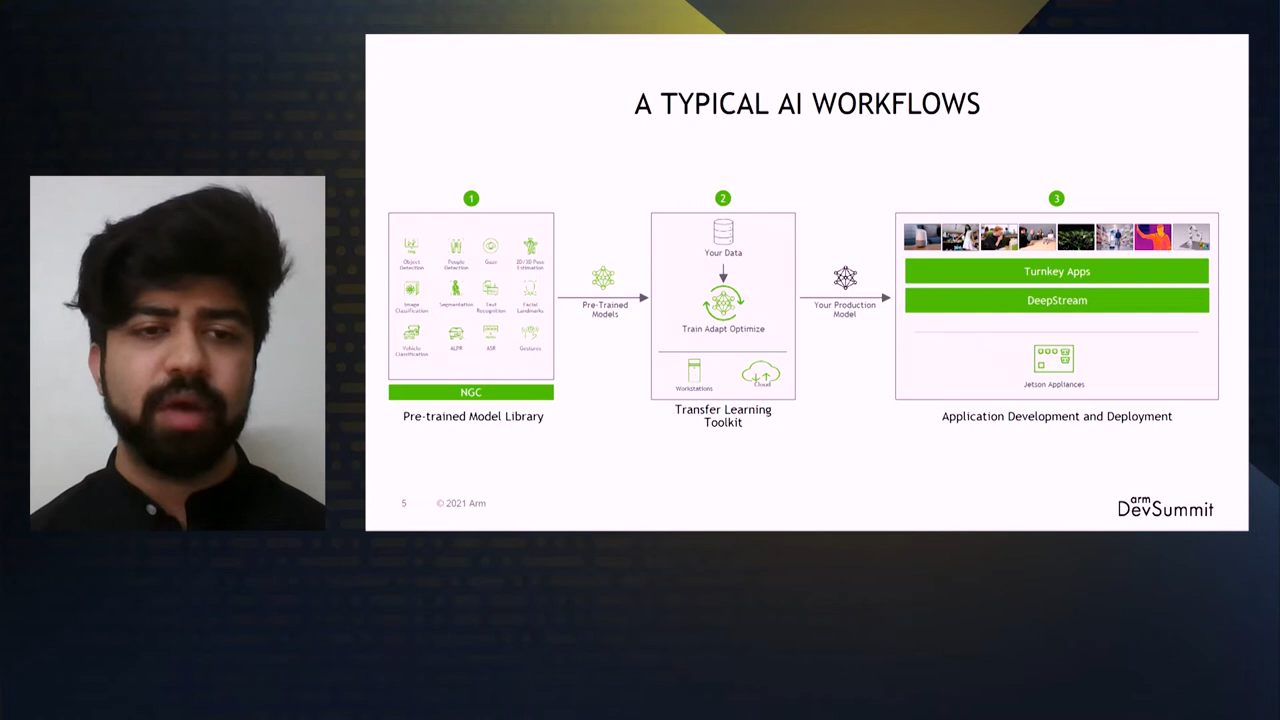 A TYPICAL AI WORKFLOWS
1
Object
Detection
People
Detection
Gaze
2D/3D Pose
Estimation
Image
Classification
Segmentation
Text
Recognition
Facial
Landmarks
Vehicle
Classification
ALPR
ASR
Gestures
NGC
Pre-trained Model Library
Pre-Trained
Models
2
Your Data
Train Adapt Optimize
Workstations
Cloud
Transfer Learning
Toolkit
Your Production
Model
3
Turnkey Apps
DeepStream
Jetson Appliances
Application Development and Deployment
5
© 2021 Arm
arm
DevSummit